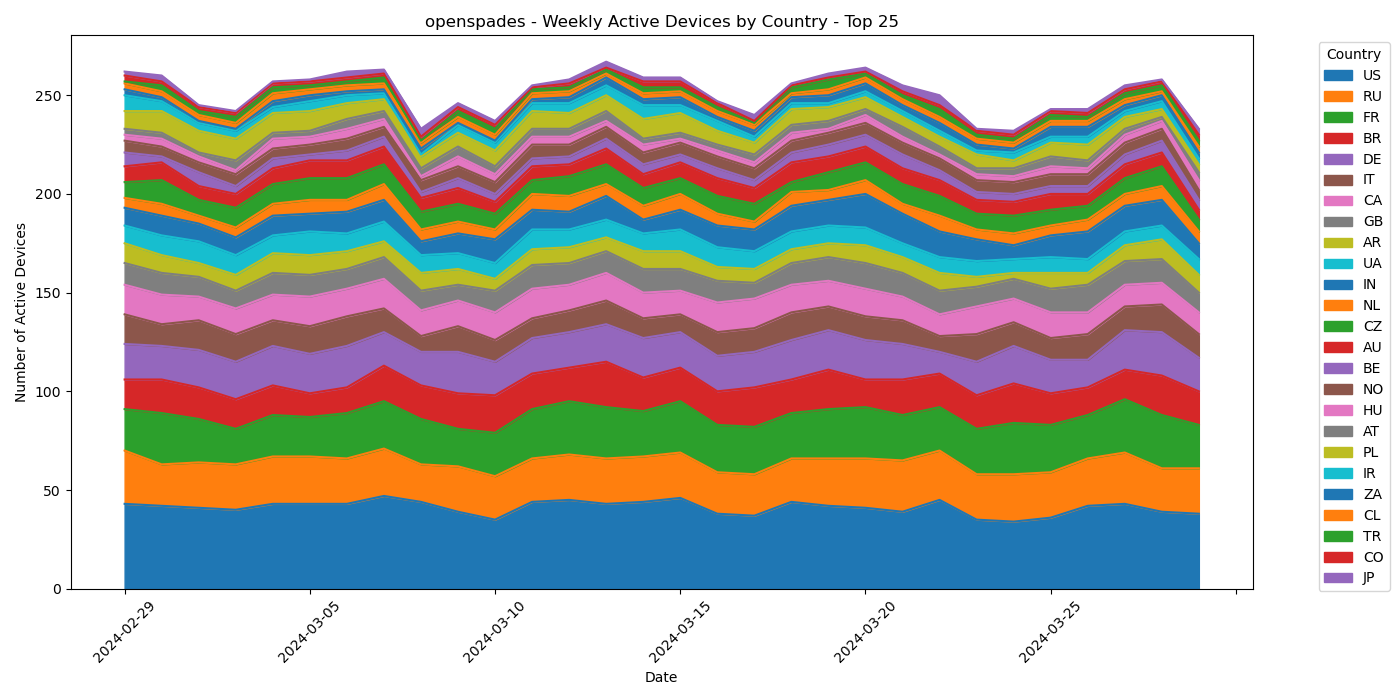 openspades - Weekly Active Devices by Country - Top 25
Number of Active Devices
250
200
150
100
50
0
2024-02-29
2024-03-05
2024-03-10
2024-03-15
2024-03-20
2024-03-25
Date
Country
US
RU
FR
BR
DE
IT
CA
GB
AR
UA
IN
NL
CZ
AU
BE
NO
HU
AT
PL
IR
ZA
CL
TR
CO
JP